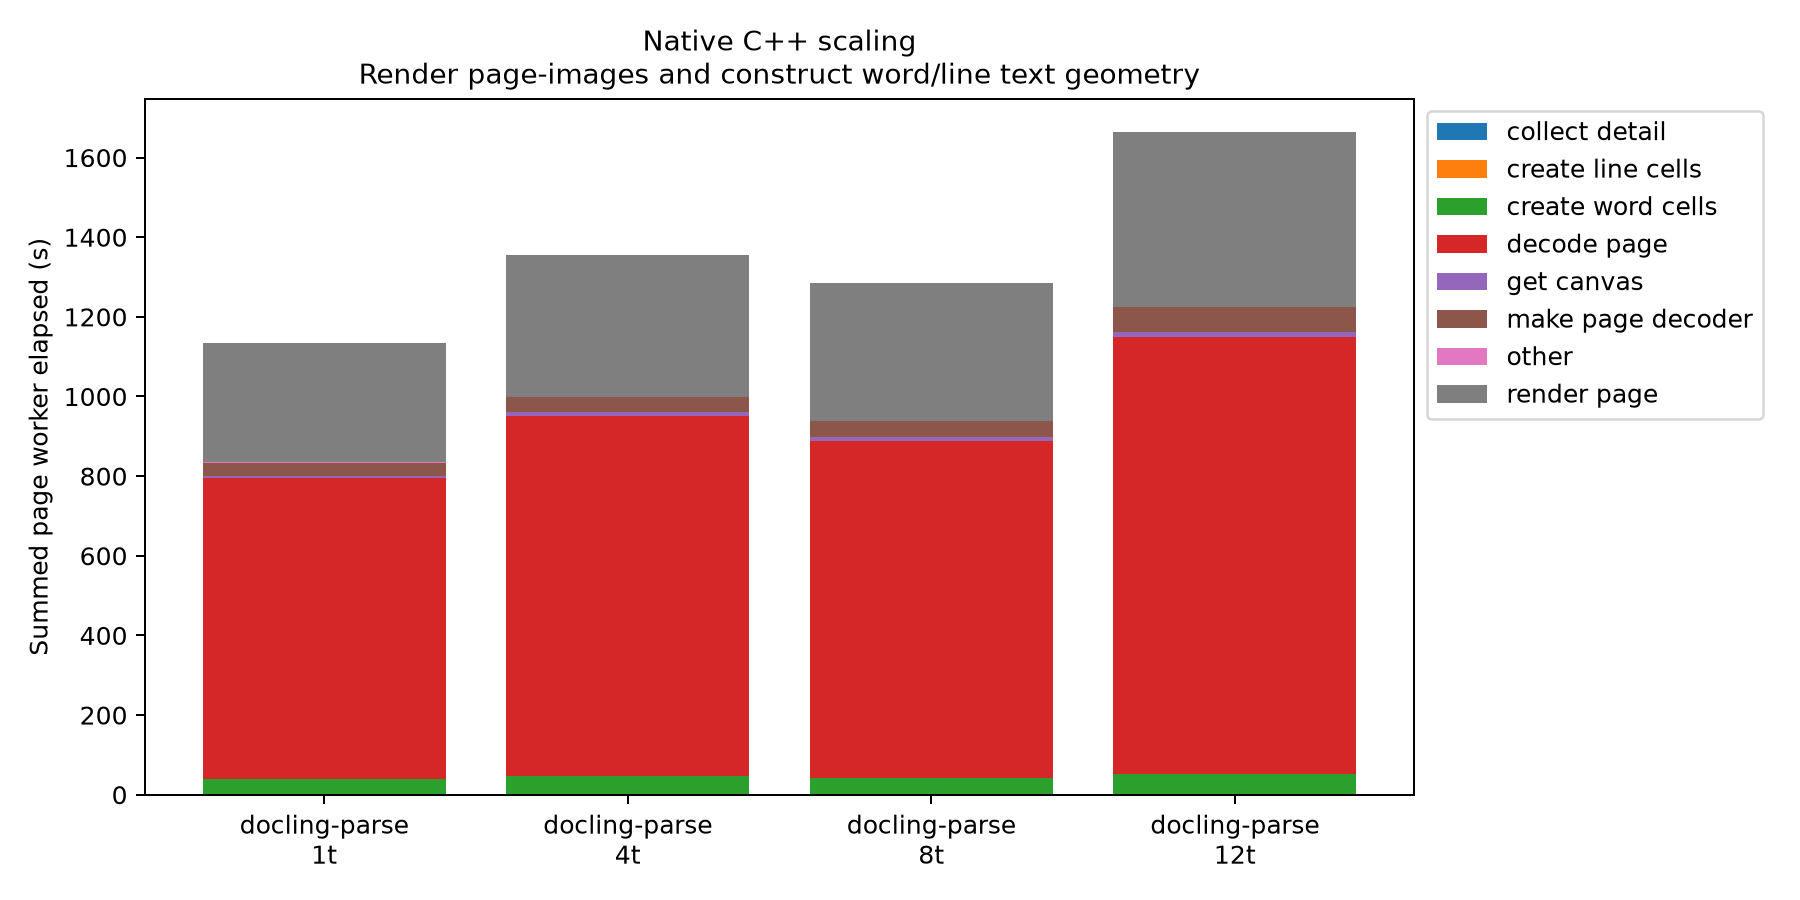 Native C++ scaling
Render page-images and construct word/line text geometry
Summed page worker elapsed (s)
1600
1400
1200
1000
800
600
400
200
0
docling-parse
1t
docling-parse
4t
docling-parse
8t
docling-parse
12t
collect detail
create line cells
create word cells
decode page
get canvas
make page decoder
other
render page